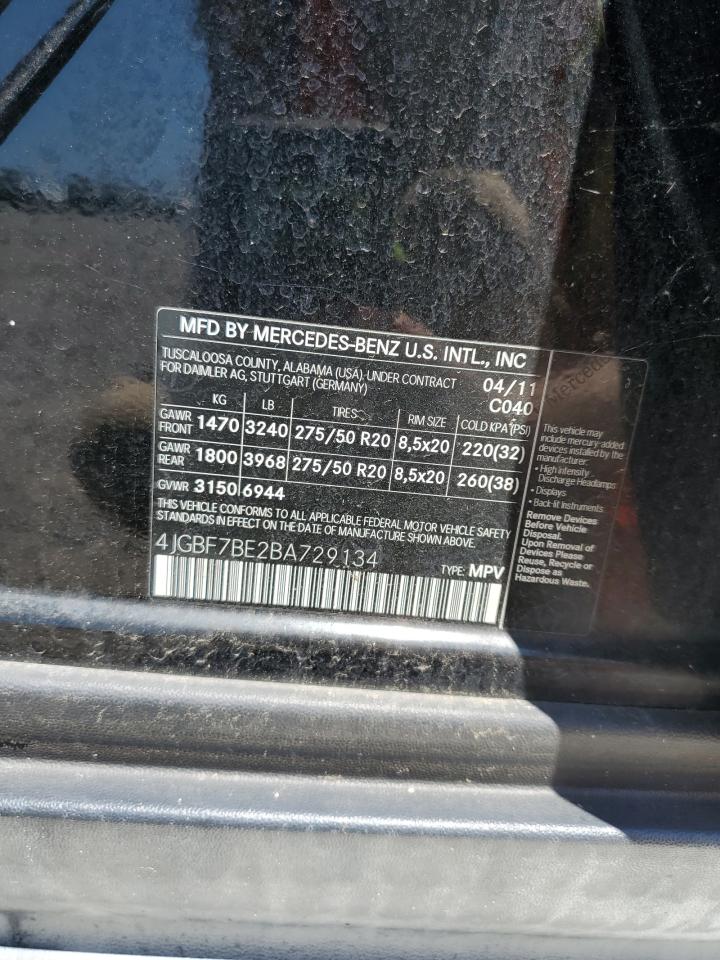 MFD BY MERCEDES-BENZ U.S. INTL., INC
TUSCALOOSA COUNTY, ALABAMA (USA), UNDER CONTRACT
FOR DAIMLER AG, STUTTGART (GERMANY)
04/11
C040
KG LB TIRES RIM SIZE COLD KPA (PSI)
GAWR FRONT 1470 3240 275/50 R20 8,5x20 220(32)
GAWR REAR 1800 3968 275/50 R20 8,5x20 260(38)
GVWR 3150 6944
THIS VEHICLE CONFORMS TO ALL APPLICABLE FEDERAL MOTOR VEHICLE SAFETY
STANDARDS IN EFFECT ON THE DATE OF MANUFACTURE SHOWN ABOVE.
4JGBF7BE2BA729134
TYPE: MPV
This vehicle may
include mercury-added
devices installed by the
manufacturer:
• High Intensity
Discharge Headlamps
• Displays
• Back-lit Instruments
Remove Devices
Before Vehicle
Disposal.
Upon Removal of
Devices Please
Reuse, Recycle or
Dispose as
Hazardous Waste.